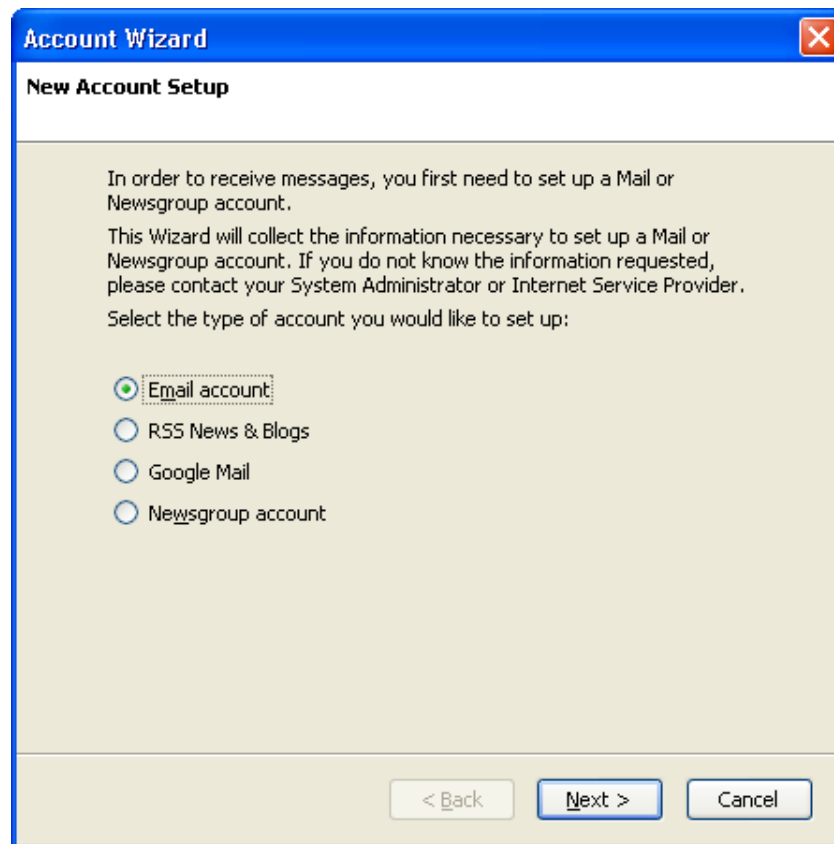 Account Wizard
New Account Setup
In order to receive messages, you first need to set up a Mail or
Newsgroup account.
This Wizard will collect the information necessary to set up a Mail or
Newsgroup account. If you do not know the information requested,
please contact your System Administrator or Internet Service Provider.
Select the type of account you would like to set up:
Email account
RSS News & Blogs
Google Mail
Newsgroup account
< Back
Next >
Cancel